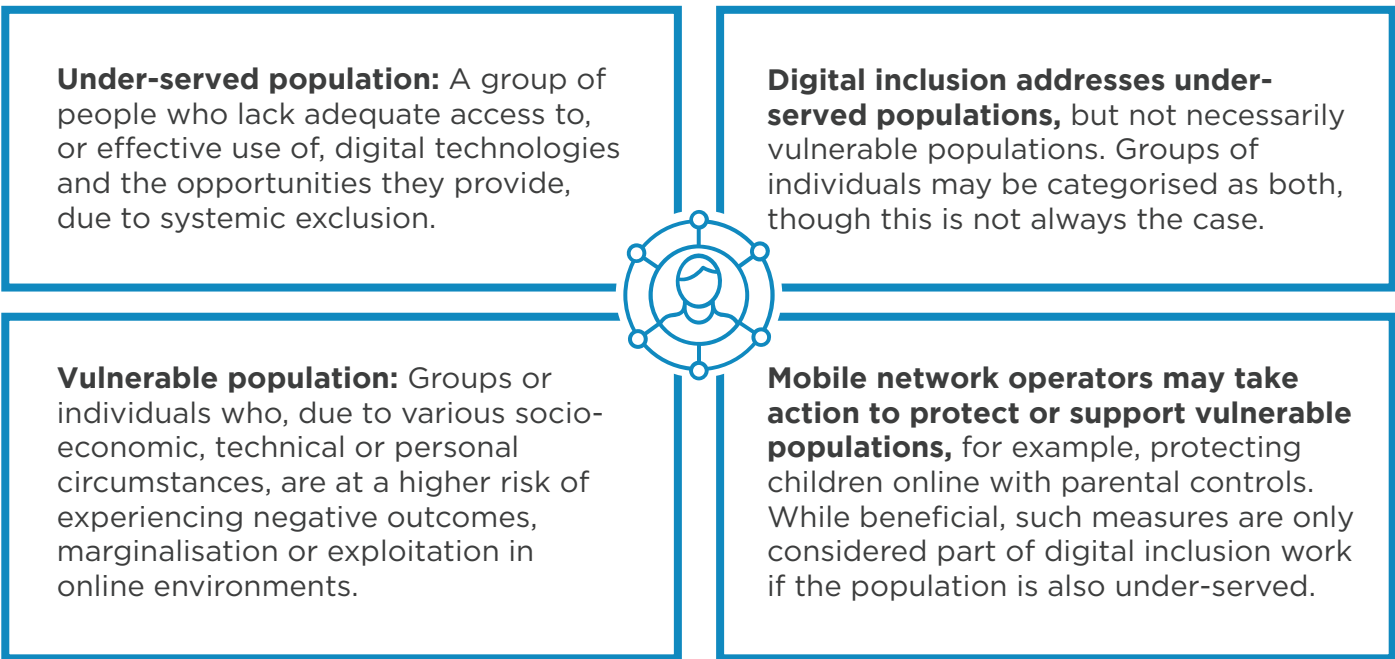 Under-served population: A group of
people who lack adequate access to,
or effective use of, digital technologies
and the opportunities they provide,
due to systemic exclusion.
Digital inclusion addresses under-
served populations, but not necessarily
vulnerable populations. Groups of
individuals may be categorised as both,
though this is not always the case.
Vulnerable population: Groups or
individuals who, due to various socio-
economic, technical or personal
circumstances, are at a higher risk of
experiencing negative outcomes,
marginalisation or exploitation in
online environments.
Mobile network operators may take
action to protect or support vulnerable
populations, for example, protecting
children online with parental controls.
While beneficial, such measures are only
considered part of digital inclusion work
if the population is also under-served.